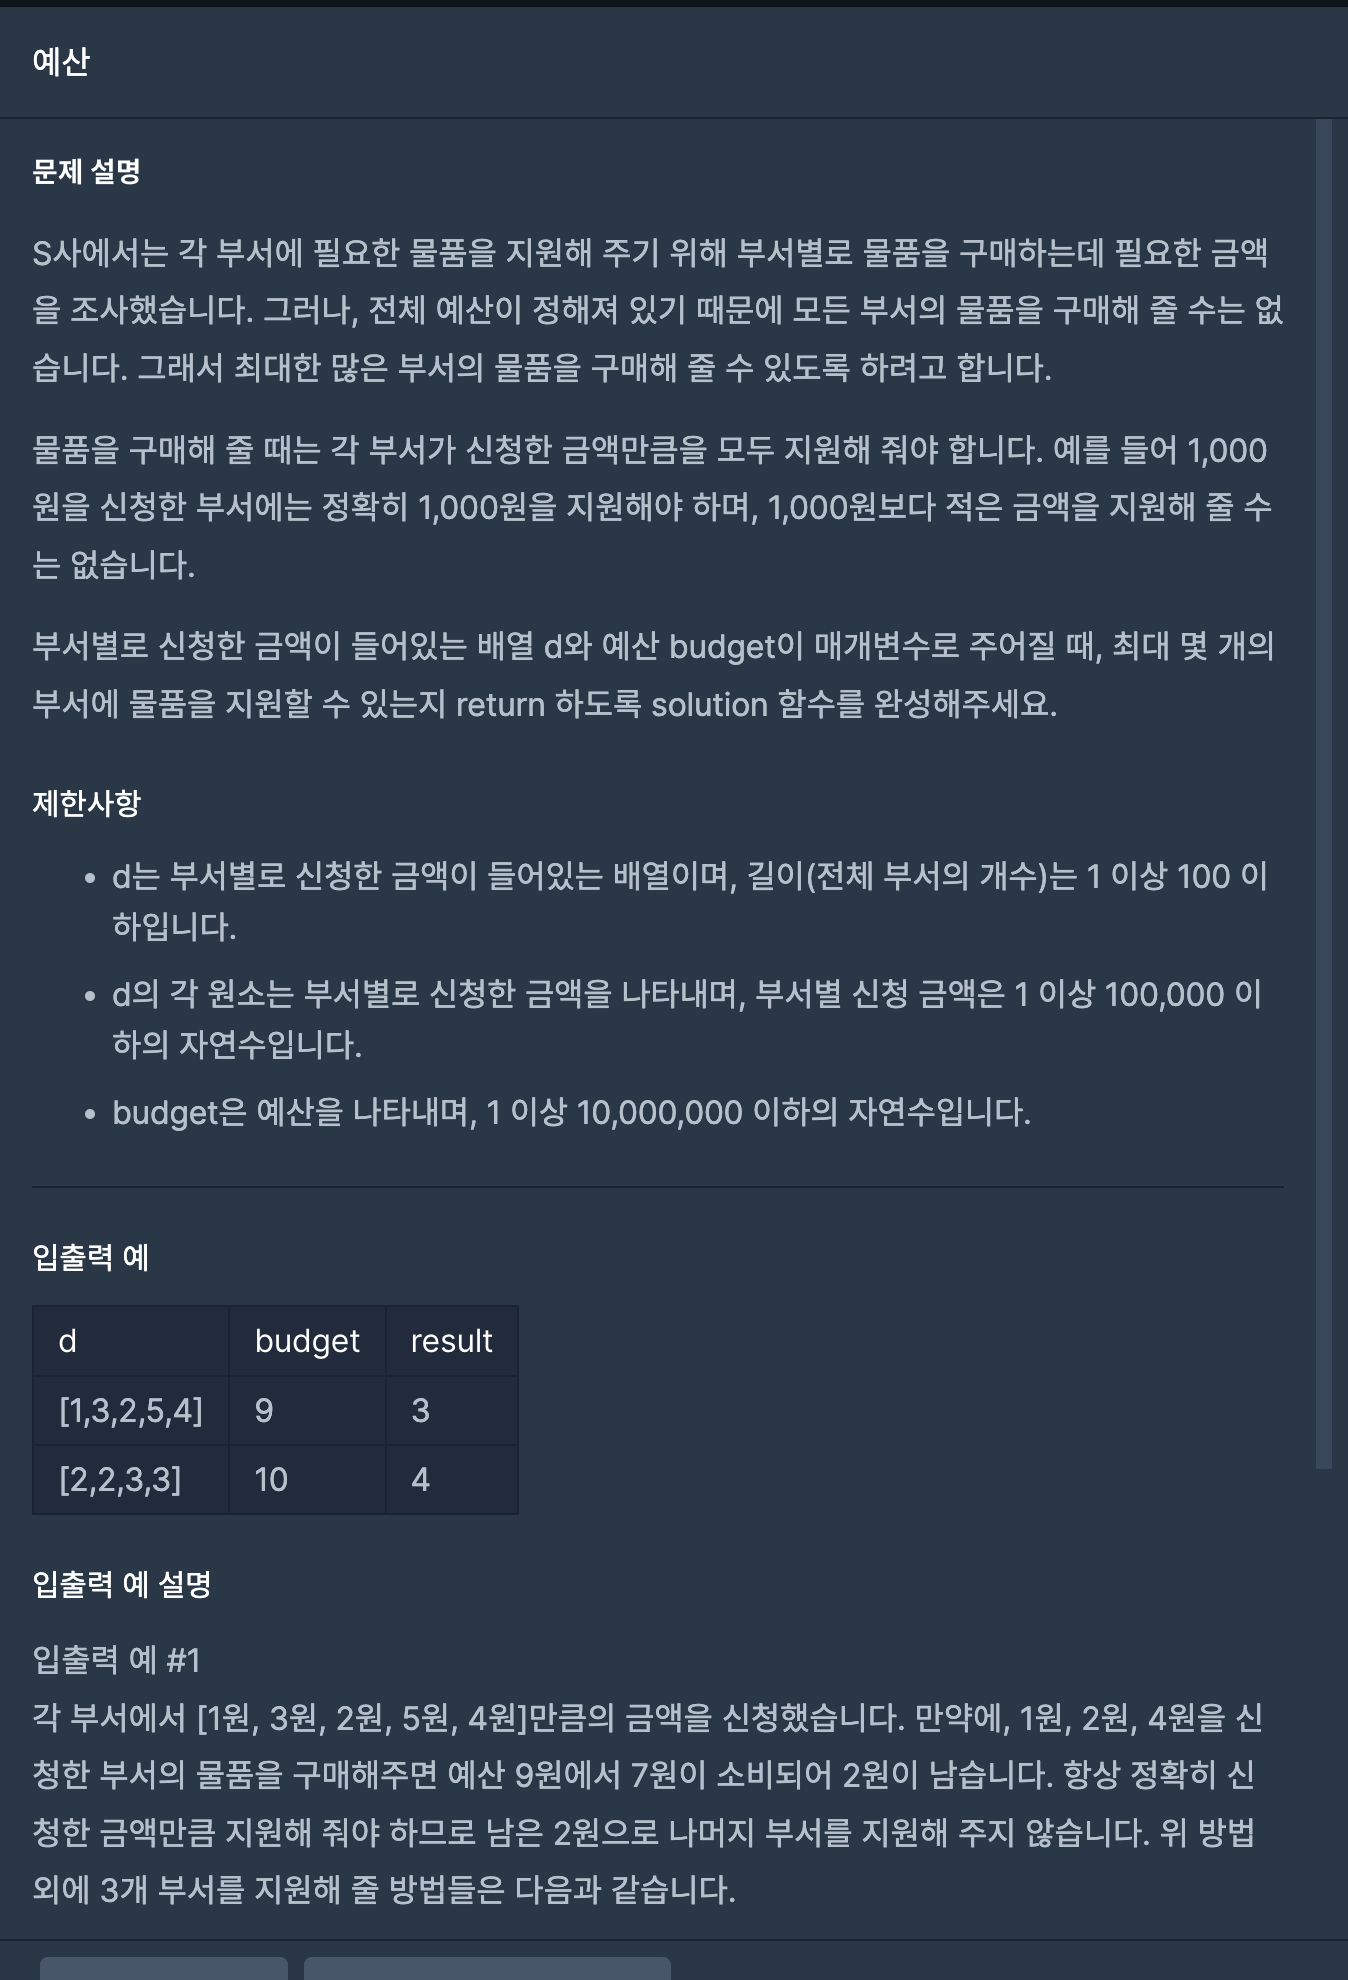 예산
문제 설명
S사에서는 각 부서에 필요한 물품을 지원해 주기 위해 부서별로 물품을 구매하는데 필요한 금액
을 조사했습니다. 그러나, 전체 예산이 정해져 있기 때문에 모든 부서의 물품을 구매해 줄 수는 없
습니다. 그래서 최대한 많은 부서의 물품을 구매해 줄 수 있도록 하려고 합니다.
물품을 구매해 줄 때는 각 부서가 신청한 금액만큼을 모두 지원해 줘야 합니다. 예를 들어 1,000
원을 신청한 부서에는 정확히 1,000원을 지원해야 하며, 1,000원보다 적은 금액을 지원해 줄 수
는 없습니다.
부서별로 신청한 금액이 들어있는 배열 d와 예산 budget이 매개변수로 주어질 때, 최대 몇 개의
부서에 물품을 지원할 수 있는지 return 하도록 solution 함수를 완성해주세요.
제한사항
• d는 부서별로 신청한 금액이 들어있는 배열이며, 길이(전체 부서의 개수)는 1 이상 100 이
하입니다.
• d의 각 원소는 부서별로 신청한 금액을 나타내며, 부서별 신청 금액은 1 이상 100,000 이
하의 자연수입니다.
• budget은 예산을 나타내며, 1 이상 10,000,000 이하의 자연수입니다.
입출력 예
d budget result
[1,3,2,5,4] 9 3
[2,2,3,3] 10 4
입출력 예 설명
입출력 예 #1
각 부서에서 [1원, 3원, 2원, 5원, 4원]만큼의 금액을 신청했습니다. 만약에, 1원, 2원, 4원을 신
청한 부서의 물품을 구매해주면 예산 9원에서 7원이 소비되어 2원이 남습니다. 항상 정확히 신
청한 금액만큼 지원해 줘야 하므로 남은 2원으로 나머지 부서를 지원해 주지 않습니다. 위 방법
외에 3개 부서를 지원해 줄 방법들은 다음과 같습니다.